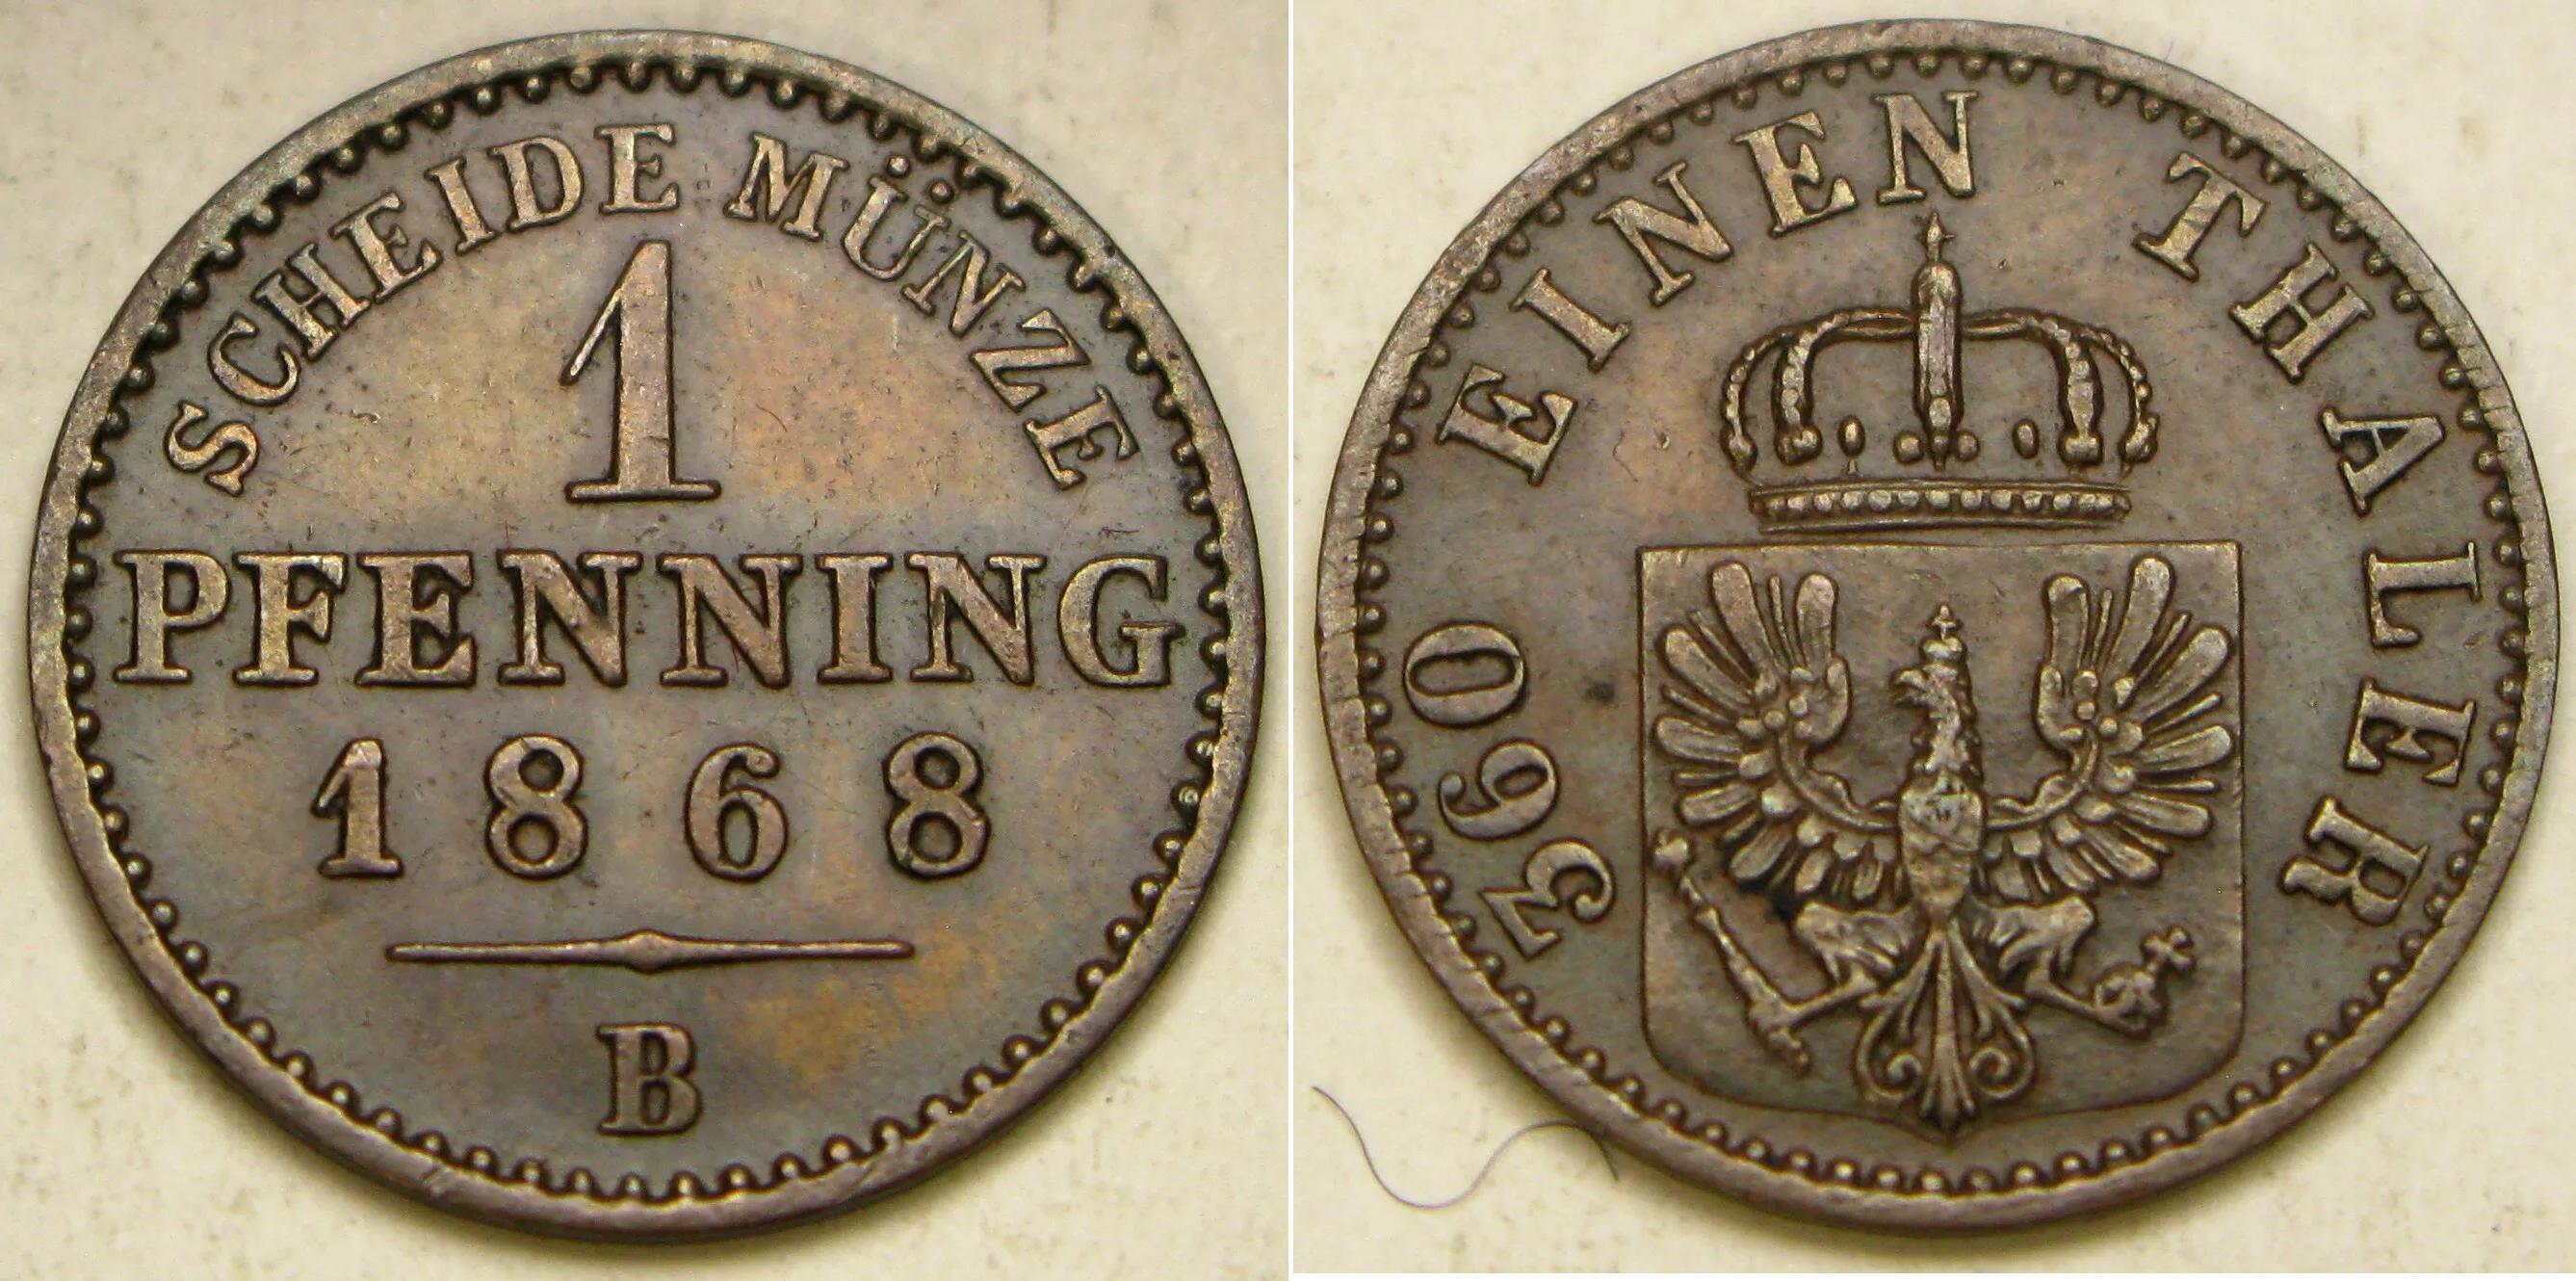 SCHEIDE MÜNZE
1
PFENNING
1868
B
360 EINEN THALER